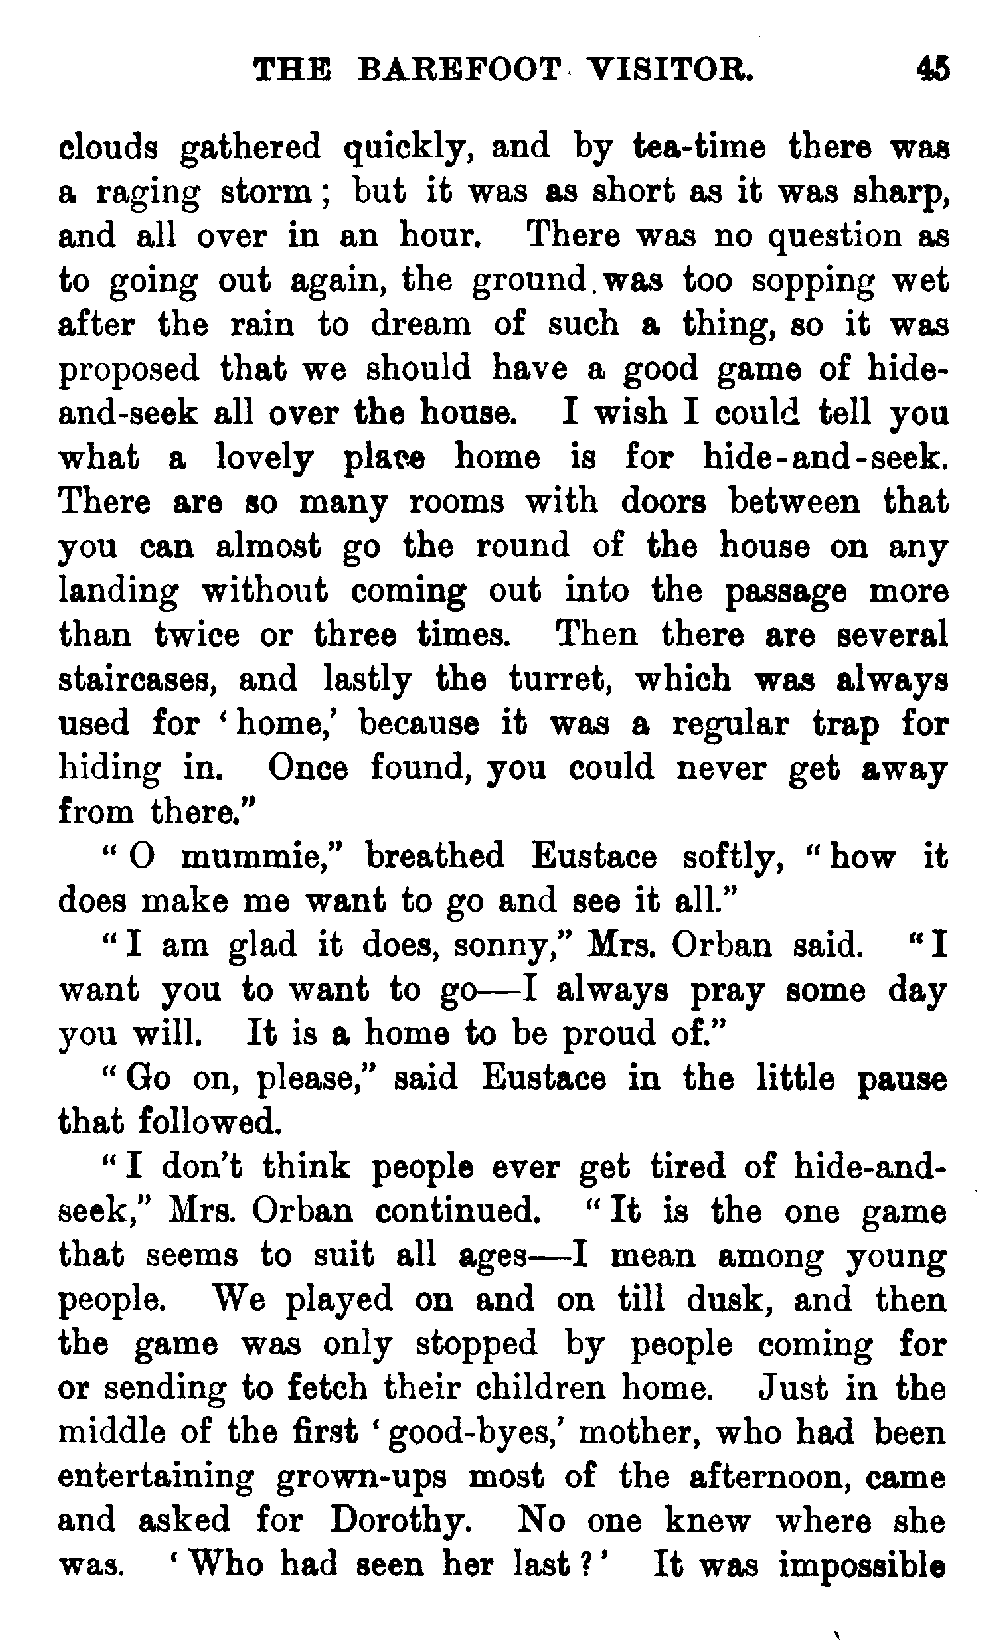 THE BAREFOOT VISITOR. 45
clouds gathered quickly, and by tea-time there was
a raging storm; but it was as short as it was sharp,
and all over in an hour. There was no question as
to going out again, the ground was too sopping wet
after the rain to dream of such a thing, so it was
proposed that we should have a good game of hide-
and-seek all over the house. I wish I could tell you
what a lovely place home is for hide-and-seek.
There are so many rooms with doors between that
you can almost go the round of the house on any
landing without coming out into the passage more
than twice or three times. Then there are several
staircases, and lastly the turret, which was always
used for ‘home,’ because it was a regular trap for
hiding in. Once found, you could never get away
from there.”
“O mummie,” breathed Eustace softly, “how it
does make me want to go and see it all.”
“I am glad it does, sonny,” Mrs. Orban said. “I
want you to want to go—I always pray some day
you will. It is a home to be proud of.”
“Go on, please,” said Eustace in the little pause
that followed.
“I don’t think people ever get tired of hide-and-
seek,” Mrs. Orban continued. “It is the one game
that seems to suit all ages—I mean among young
people. We played on and on till dusk, and then
the game was only stopped by people coming for
or sending to fetch their children home. Just in the
middle of the first ‘good-byes,’ mother, who had been
entertaining grown-ups most of the afternoon, came
and asked for Dorothy. No one knew where she
was. ‘Who had seen her last?’ It was impossible